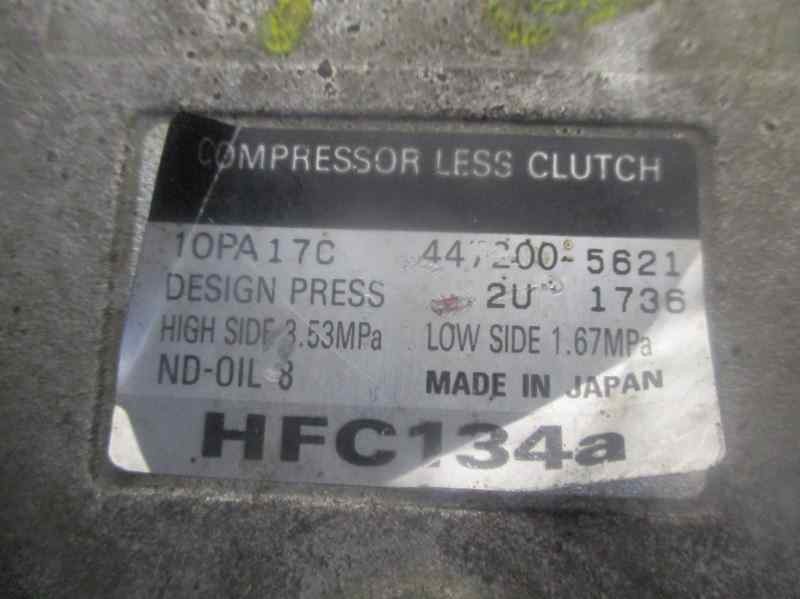 COMPRESSOR LESS CLUTCH
10PA17C 447200-5621
DESIGN PRESS 2U 1736
HIGH SIDE 3.53MPa LOW SIDE 1.67MPa
ND-OIL 8 MADE IN JAPAN
HFC134a